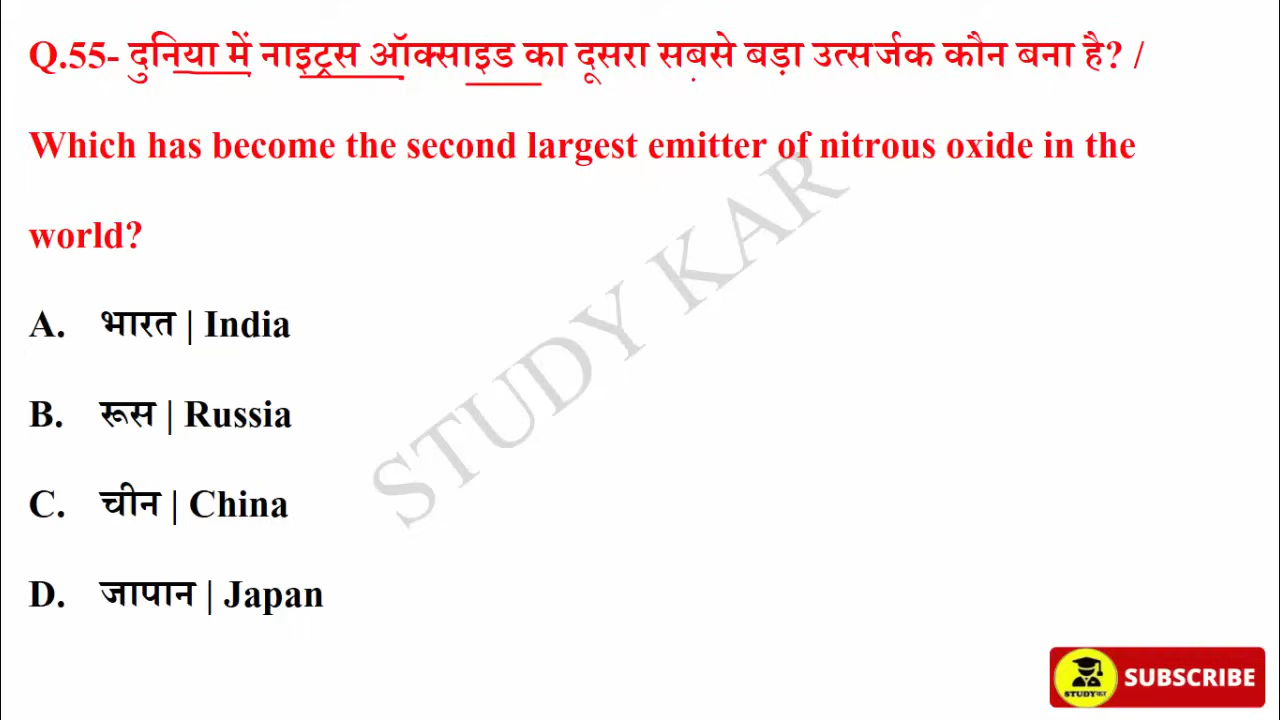 Q.55- दुनिया में नाइट्रस ऑक्साइड का दूसरा सबसे बड़ा उत्सर्जक कौन बना है? /
Which has become the second largest emitter of nitrous oxide in the
world?
A. भारत | India
B. रूस | Russia
C. चीन | China
D. जापान | Japan
STUDY KAR
STUDYकर
SUBSCRIBE